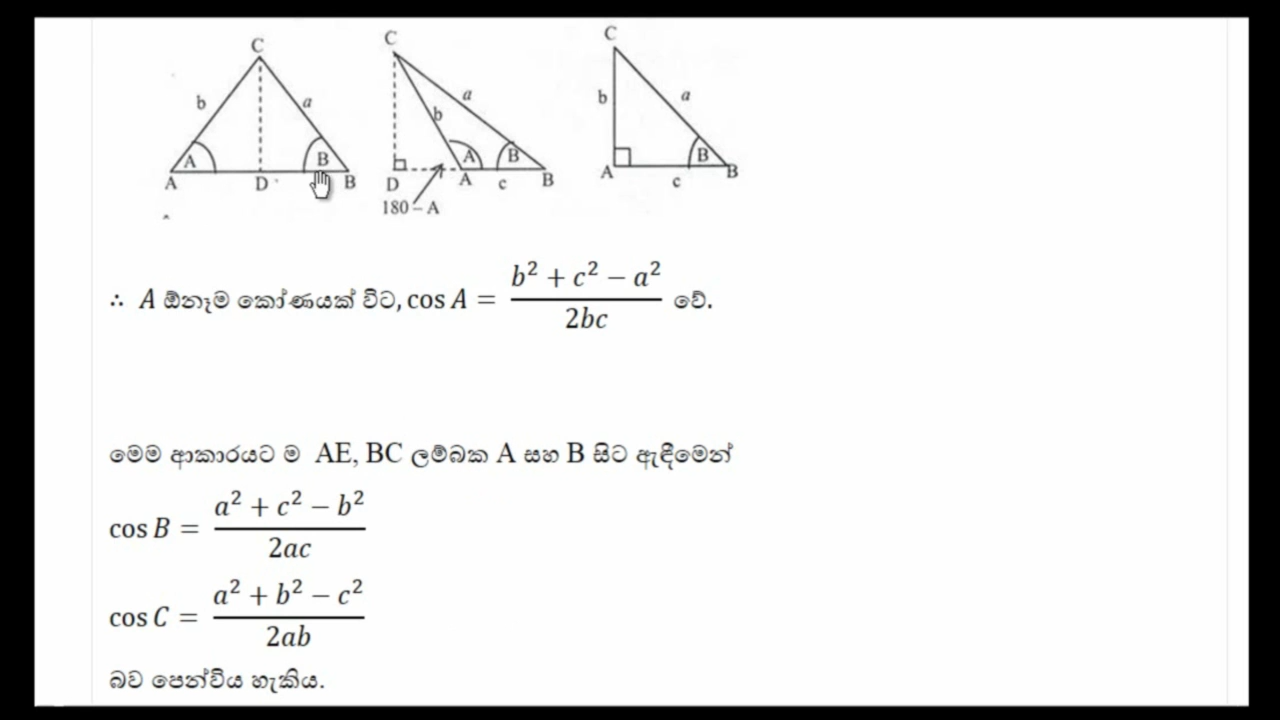 C C C
b a a b b a
A B A B B
A D B D A c B A c B
180 – A
∴ A ඕනෑම කෝණයක් විට, cos A = (b² + c² − a²) / 2bc වේ.
මෙම ආකාරයට ම AE, BC ලම්බක A සහ B සිට ඇඳීමෙන්
cos B = (a² + c² − b²) / 2ac
cos C = (a² + b² − c²) / 2ab
බව පෙන්විය හැකිය.